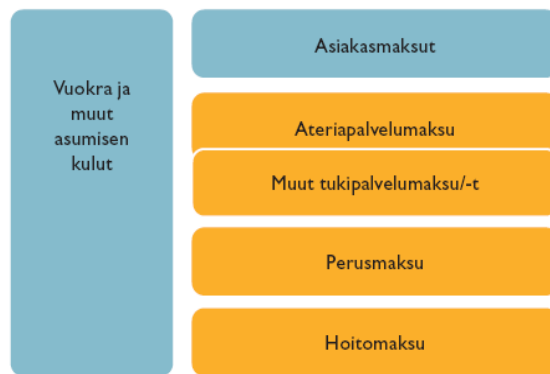 Vuokra ja
muut
asumisen
kulut
Asiakasmaksut
Ateriapalvelumaksu
Muut tukipalvelumaksu/-t
Perusmaksu
Hoitomaksu